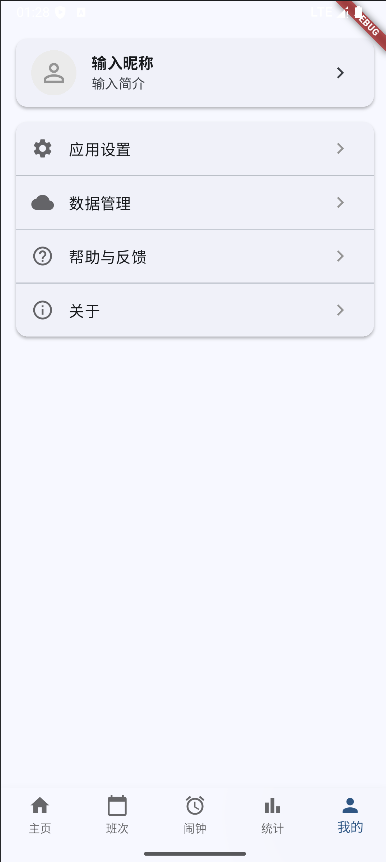 01:28
LTE
DEBUG
输入昵称
输入简介
应用设置
数据管理
帮助与反馈
关于
主页
班次
闹钟
统计
我的